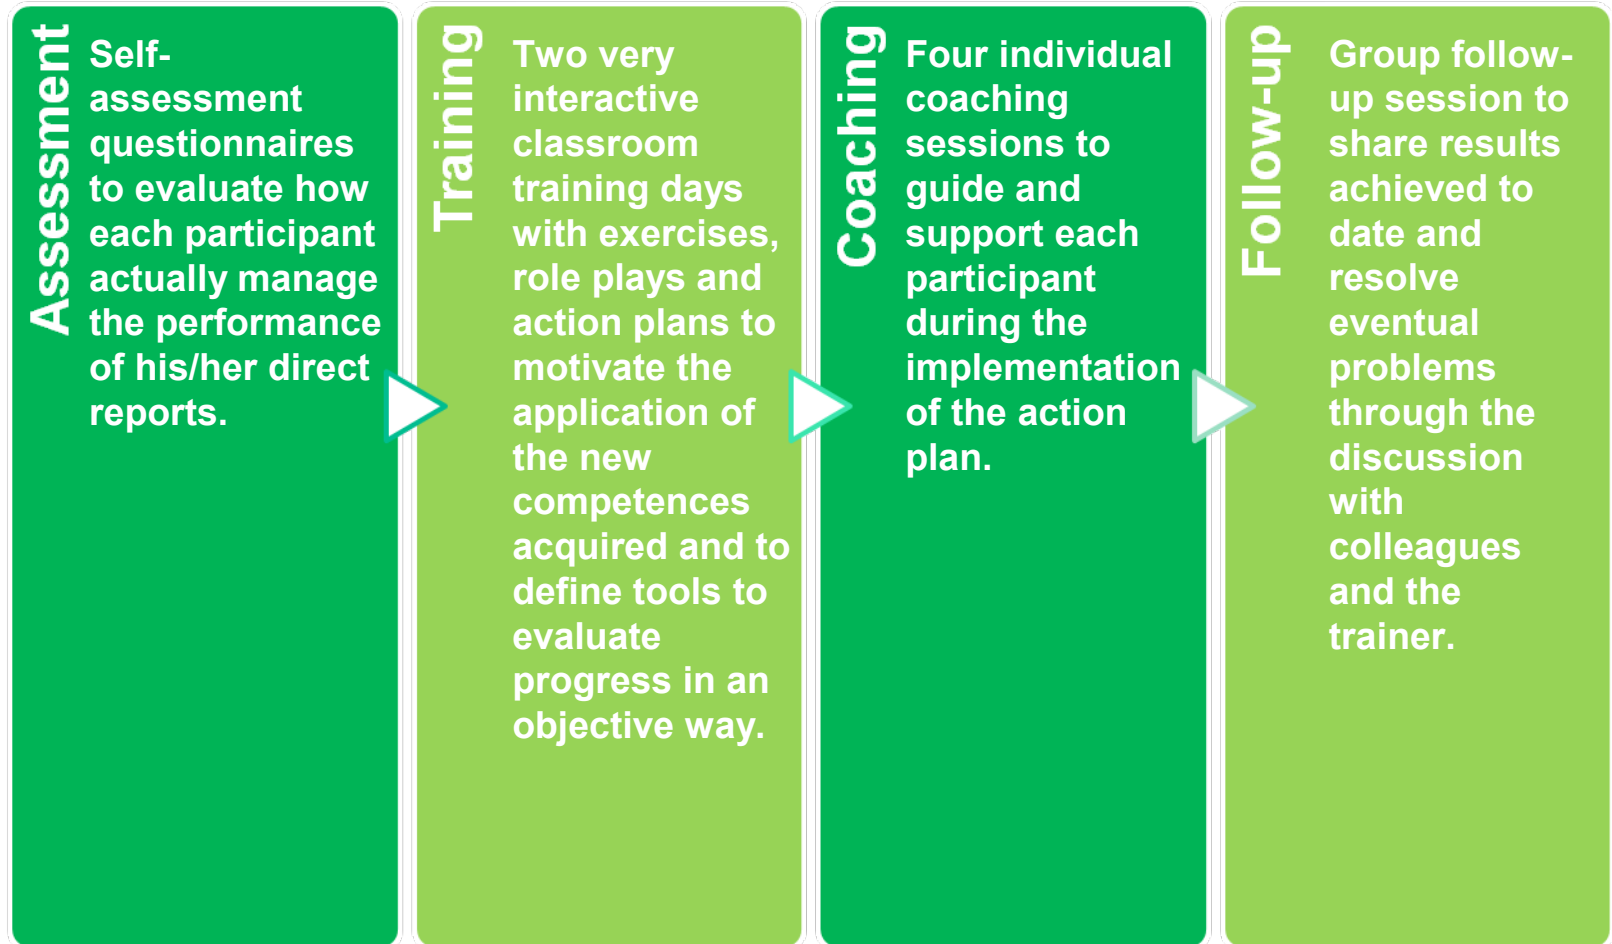 Assessment
Self-
assessment
questionnaires
to evaluate how
each participant
actually manage
the performance
of his/her direct
reports.
Training
Two very
interactive
classroom
training days
with exercises,
role plays and
action plans to
motivate the
application of
the new
competences
acquired and to
define tools to
evaluate
progress in an
objective way.
Coaching
Four individual
coaching
sessions to
guide and
support each
participant
during the
implementation
of the action
plan.
Follow-up
Group follow-
up session to
share results
achieved to
date and
resolve
eventual
problems
through the
discussion
with
colleagues
and the
trainer.